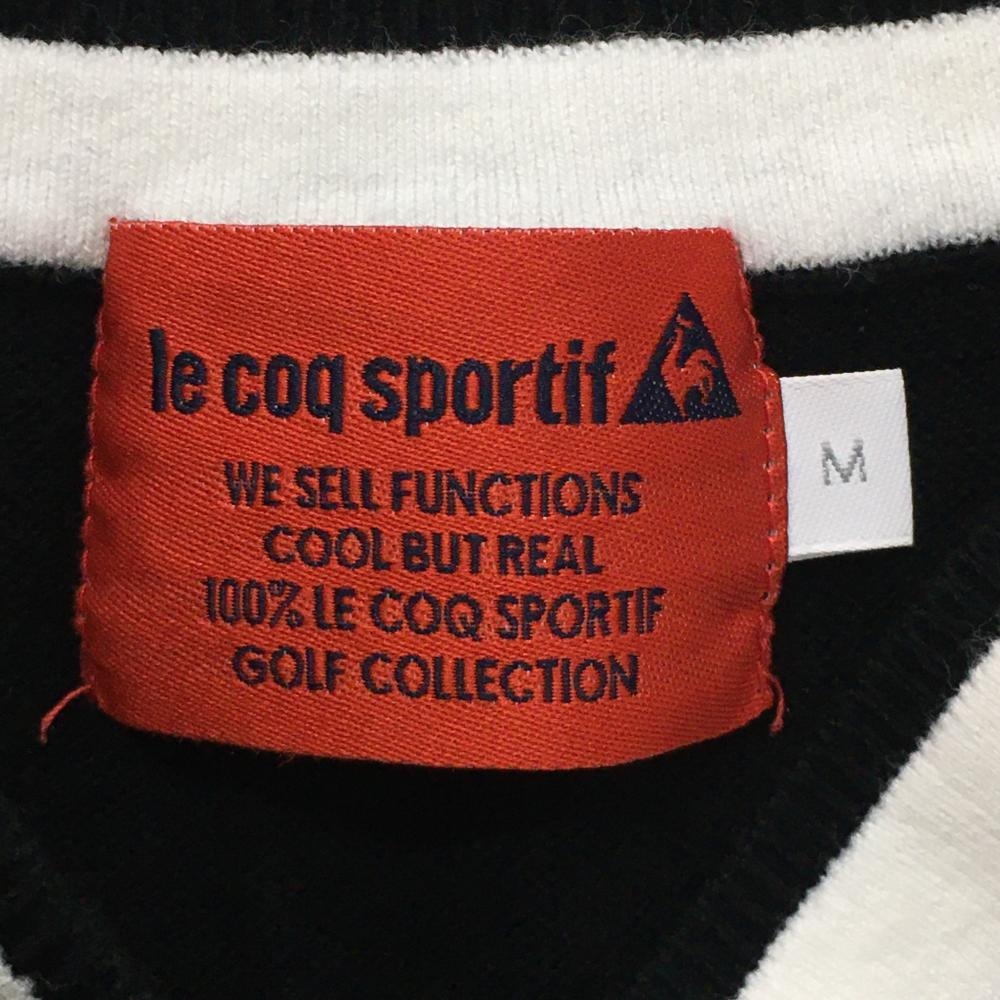 le coq sportif
WE SELL FUNCTIONS
COOL BUT REAL
100% LE COQ SPORTIF
GOLF COLLECTION
M